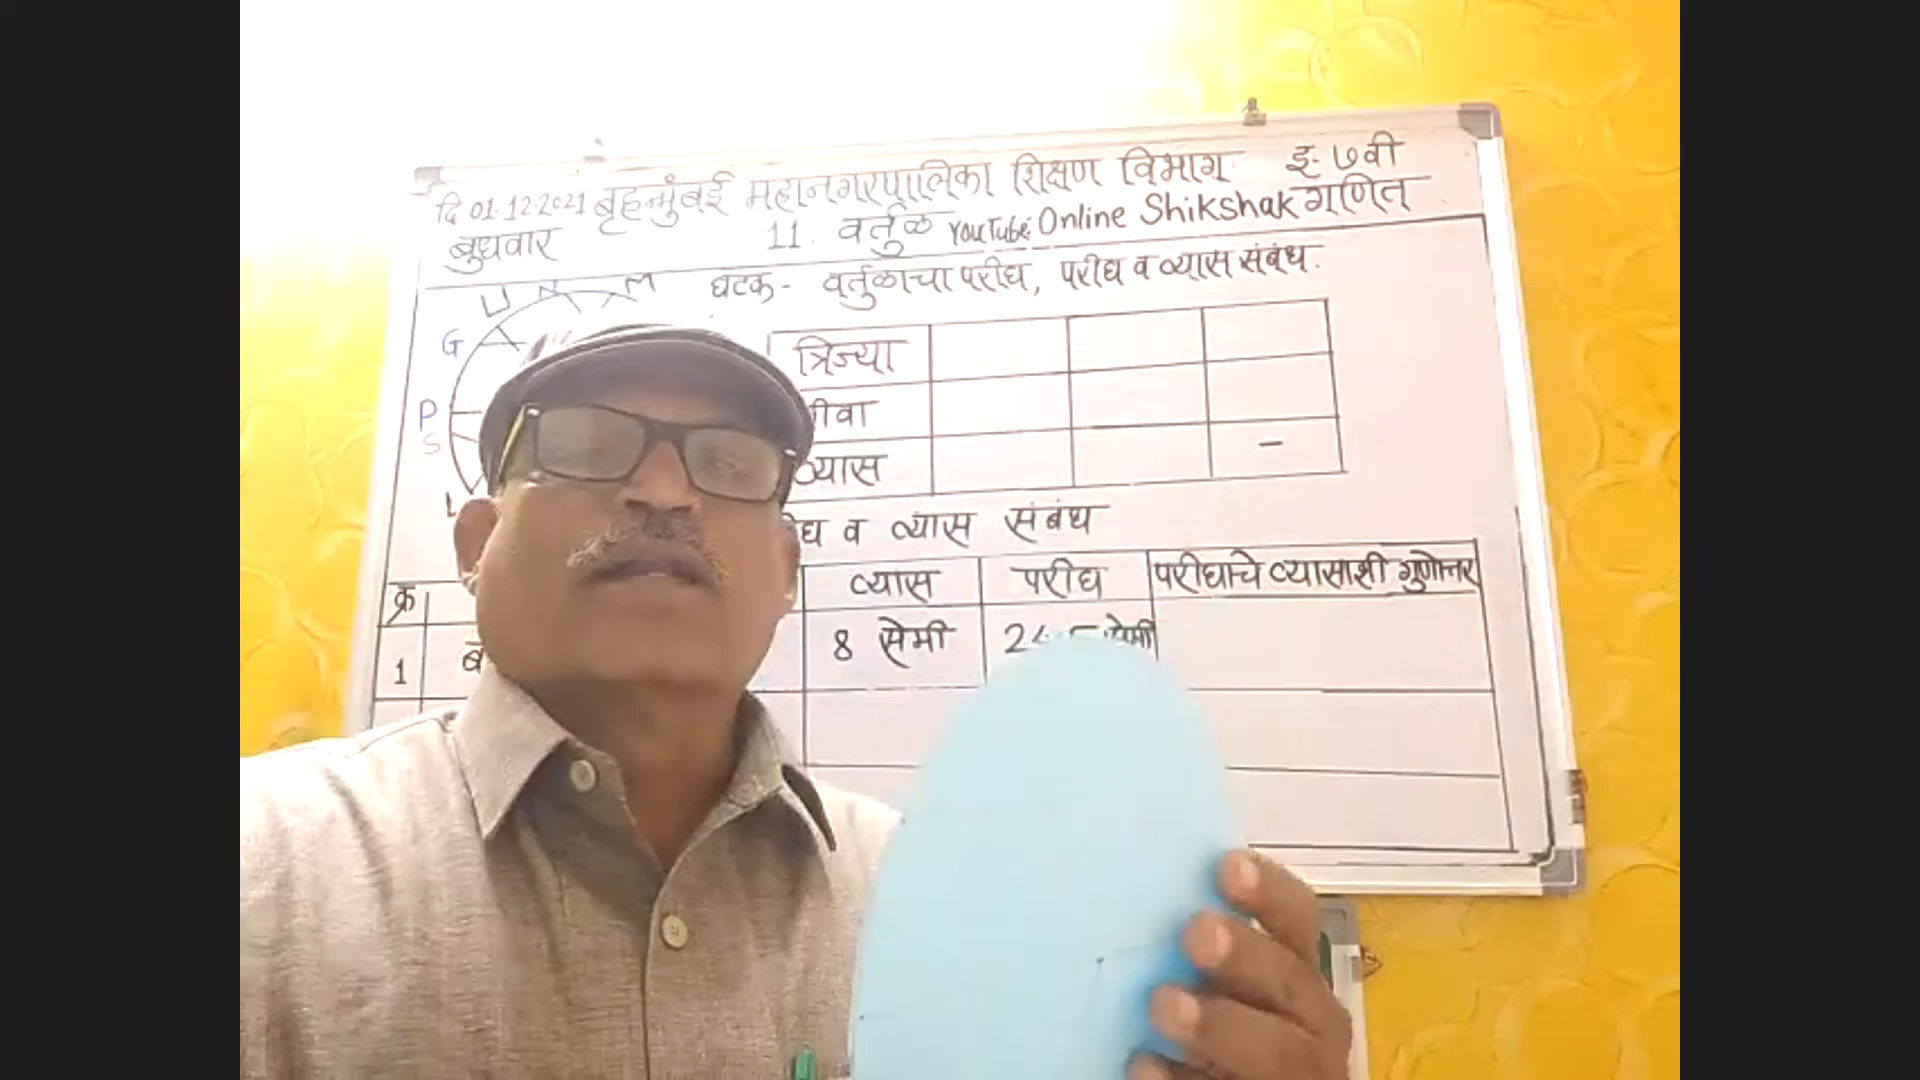 दि 01.12.2021 बृहन्मुंबई महानगरपालिका शिक्षण विभाग इ. ७वी
बुधवार 11. वर्तुळ YouTube: Online Shikshak गणित
घटक - वर्तुळाचा परीघ, परीघ व व्यास संबंध.
U N M
G
P
S
L
त्रिज्या
व्यास -
व व्यास संबंध
क्र व्यास परीघ परीघाचे व्यासाशी गुणोत्तर
1 8 सेमी